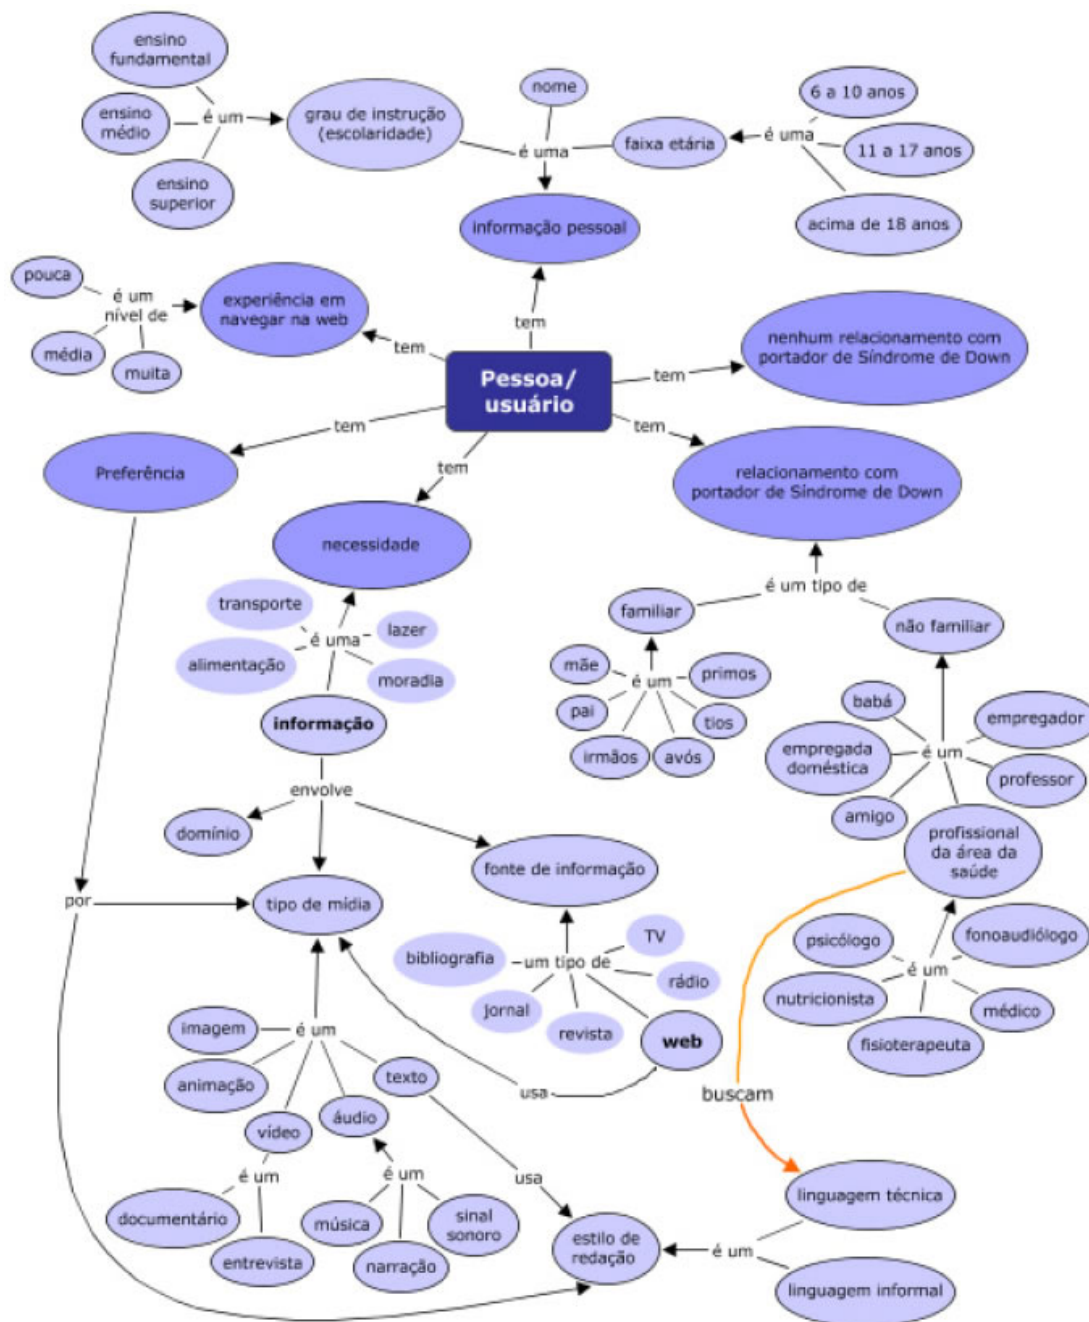 ensino
fundamental
ensino
médio
é um
ensino
superior
grau de instrução
(escolaridade)
nome
é uma
faixa etária
é uma
6 a 10 anos
11 a 17 anos
acima de 18 anos
informação pessoal
tem
pouca
é um
nível de
média
muita
experiência em
navegar na web
tem
Pessoa/
usuário
tem
nenhum relacionamento com
portador de Síndrome de Down
tem
relacionamento com
portador de Síndrome de Down
tem
Preferência
tem
necessidade
transporte
é uma
lazer
alimentação
moradia
informação
é um tipo de
familiar
não familiar
mãe
é um
primos
pai
tios
irmãos
avós
babá
empregador
empregada
doméstica
é um
professor
amigo
profissional
da área da
saúde
envolve
domínio
fonte de informação
por
tipo de mídia
bibliografia
um tipo de
TV
rádio
jornal
revista
web
usa
psicólogo
fonoaudiólogo
é um
nutricionista
médico
fisioterapeuta
imagem
é um
animação
texto
vídeo
áudio
é um
documentário
entrevista
é um
música
sinal
sonoro
narração
usa
estilo de
redação
buscam
linguagem técnica
é um
linguagem informal